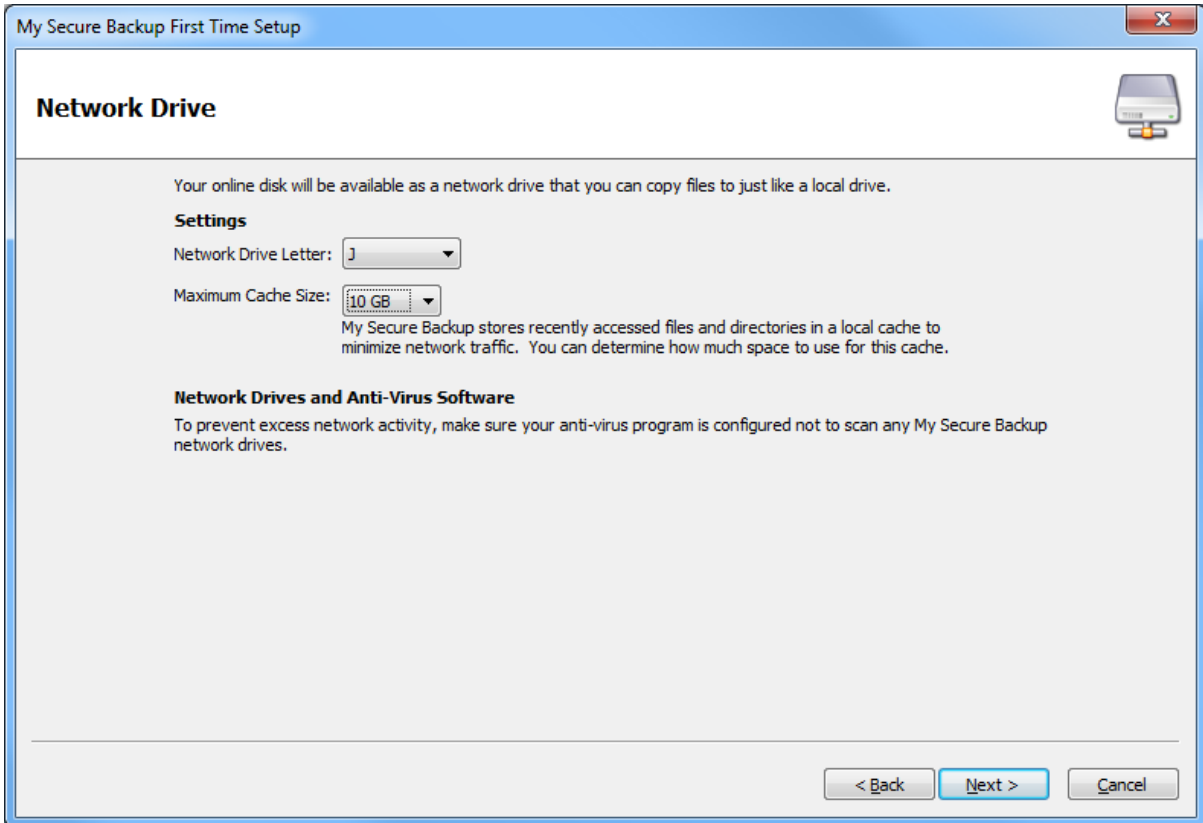 My Secure Backup First Time Setup
X
Network Drive
Your online disk will be available as a network drive that you can copy files to just like a local drive.
Settings
Network Drive Letter: J
Maximum Cache Size: 10 GB
My Secure Backup stores recently accessed files and directories in a local cache to
minimize network traffic.  You can determine how much space to use for this cache.
Network Drives and Anti-Virus Software
To prevent excess network activity, make sure your anti-virus program is configured not to scan any My Secure Backup
network drives.
< Back Next > Cancel